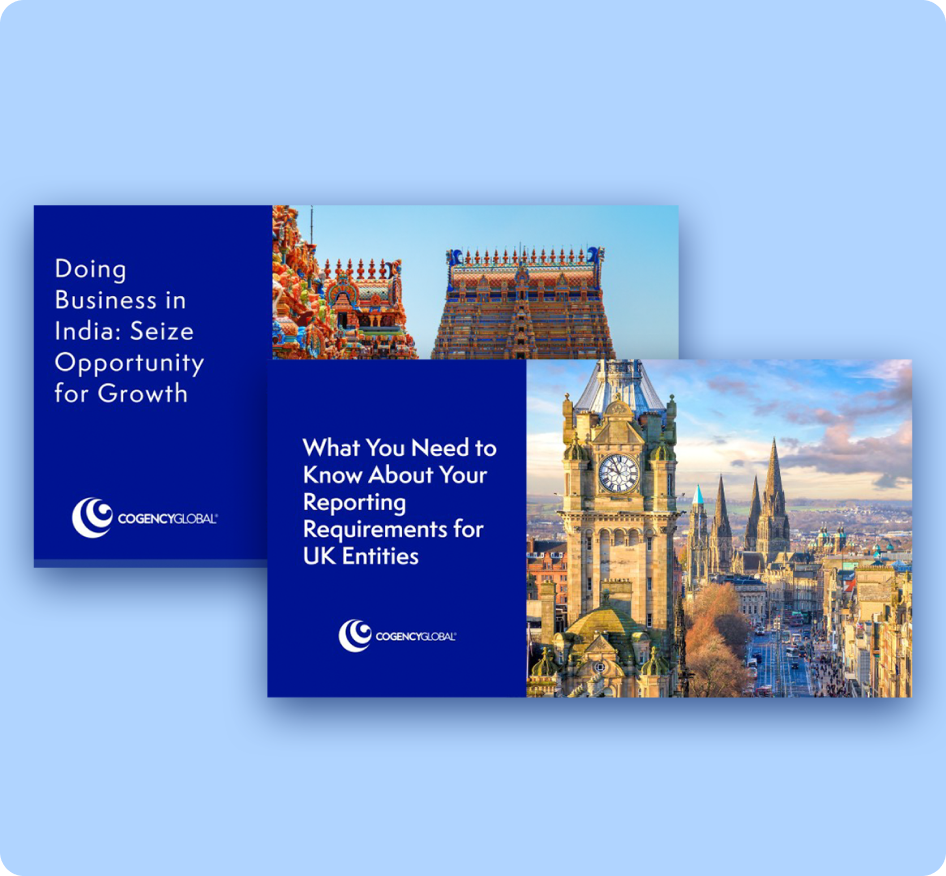 Doing
Business in
India: Seize
Opportunity
for Growth
COGENCYGLOBAL®
What You Need to
Know About Your
Reporting
Requirements for
UK Entities
COGENCYGLOBAL®